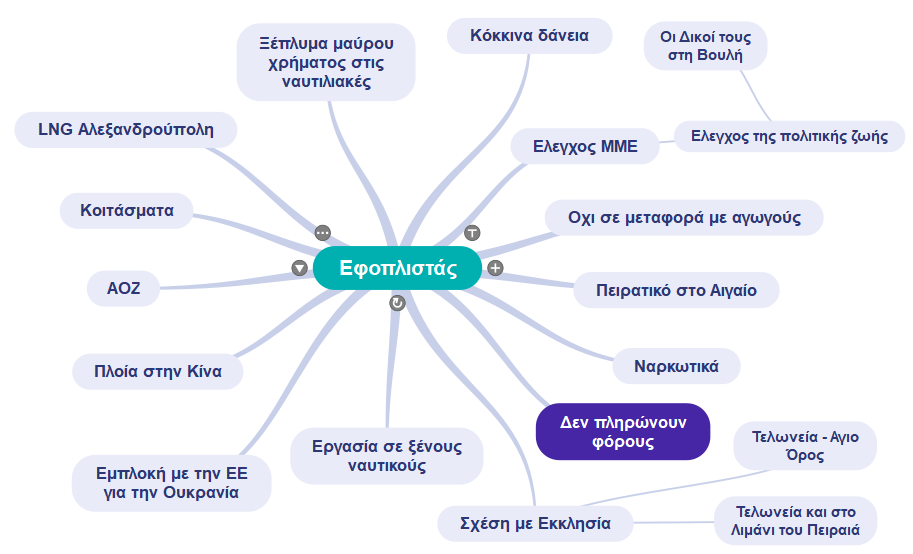 Ξέπλυμα μαύρου
χρήματος στις
ναυτιλιακές
Κόκκινα δάνεια
Οι Δικοί τους
στη Βουλή
LNG Αλεξανδρούπολη
Ελεγχος ΜΜΕ
Ελεγχος της πολιτικής ζωής
Κοιτάσματα
Οχι σε μεταφορά με αγωγούς
Εφοπλιστάς
ΑΟΖ
Πειρατικό στο Αιγαίο
Πλοία στην Κίνα
Ναρκωτικά
Δεν πληρώνουν
φόρους
Εργασία σε ξένους
ναυτικούς
Τελωνεία - Αγιο
Όρος
Εμπλοκή με την ΕΕ
για την Ουκρανία
Σχέση με Εκκλησία
Τελωνεία και στο
Λιμάνι του Πειραιά